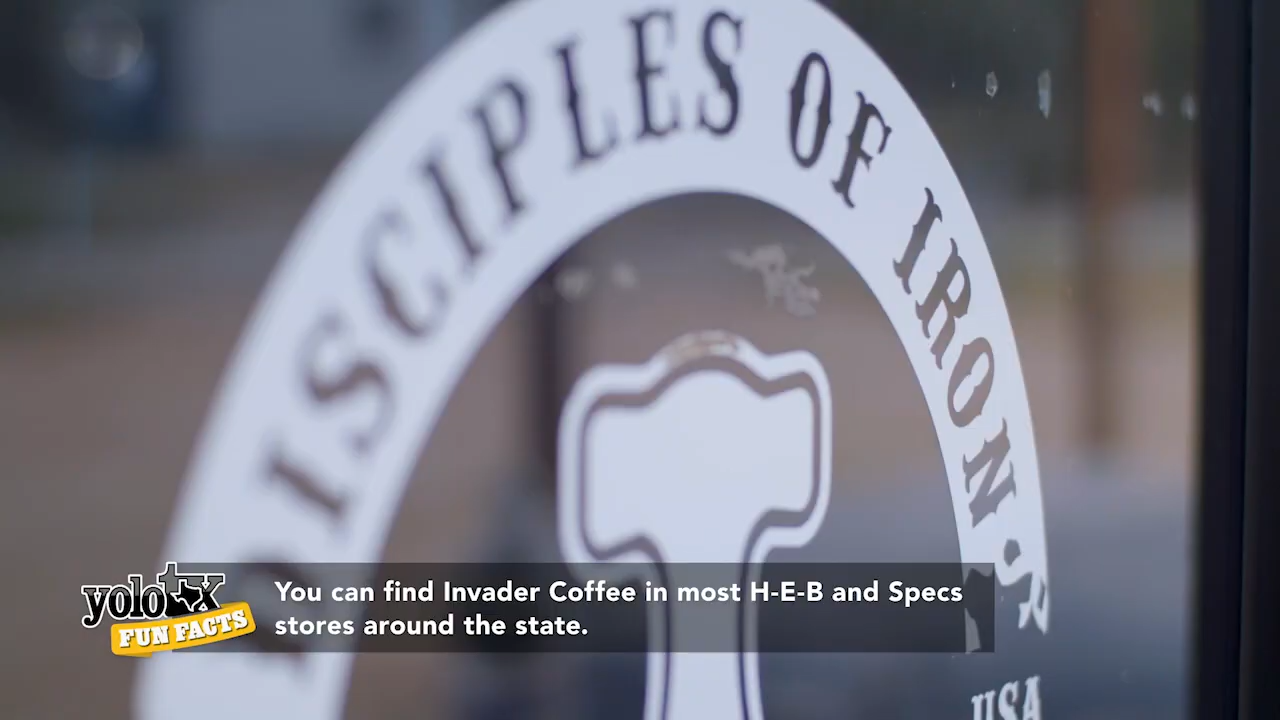 DISCIPLES OF IRON
USA
yolo TX
FUN FACTS
You can find Invader Coffee in most H-E-B and Specs
stores around the state.